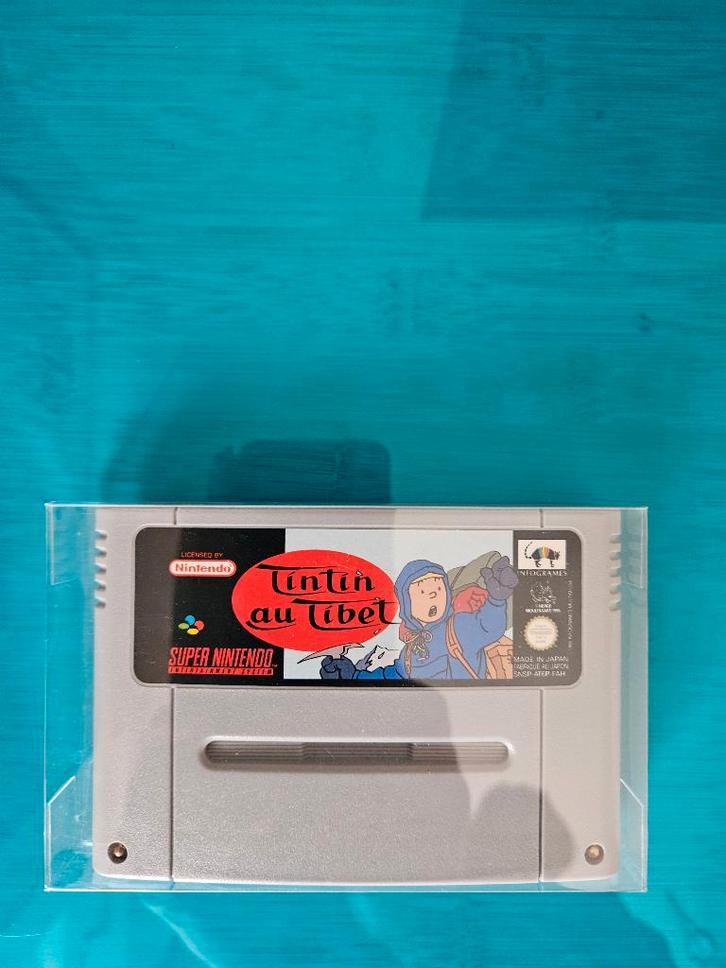 LICENSED BY
Nintendo
Tintin
au Tibet
SUPER NINTENDO
ENTERTAINMENT SYSTEM
INFOGRAMES
MADE IN JAPAN
FABRIQUE AU JAPON
SNSP-AT6P-FAH